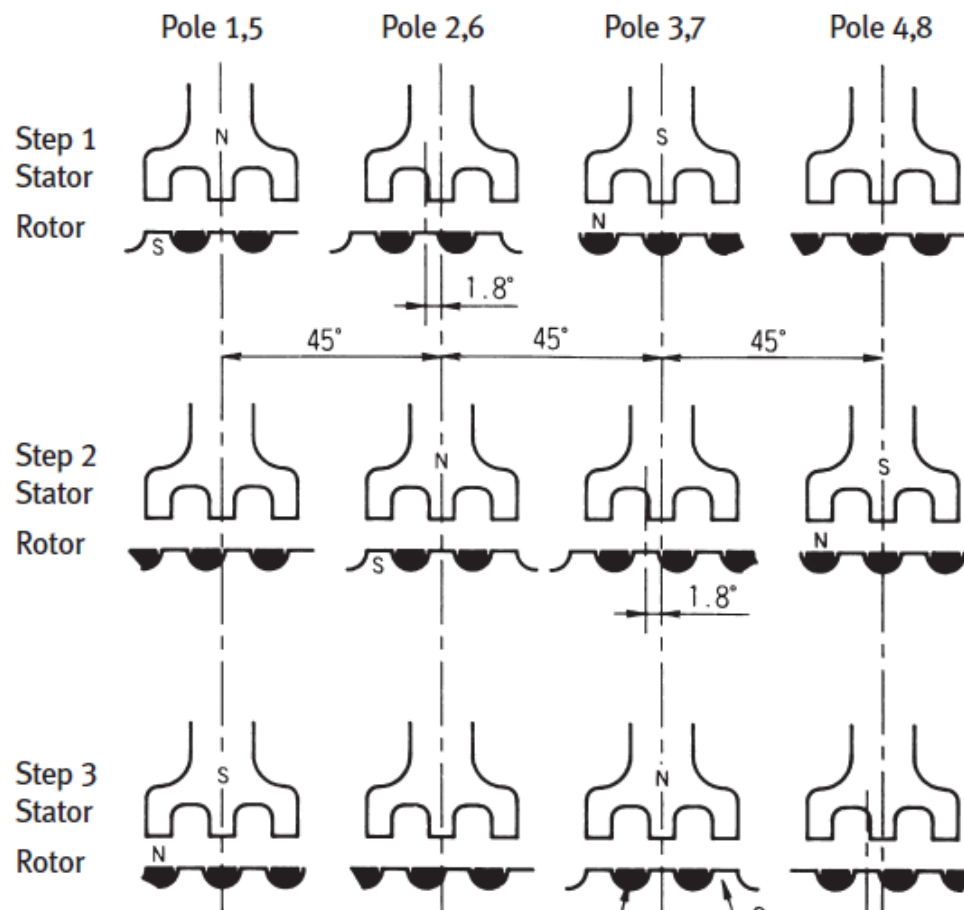 Pole 1,5 Pole 2,6 Pole 3,7 Pole 4,8
Step 1
Stator
Rotor
N S
S N
1.8°
45° 45° 45°
Step 2
Stator
Rotor
N S
S N
1.8°
Step 3
Stator
Rotor
S N
N